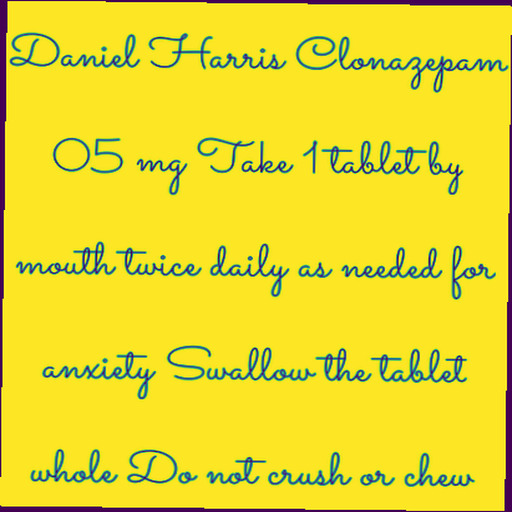 Daniel Harris Clonazepam
05 mg Take 1 tablet by
mouth twice daily as needed for
anxiety Swallow the tablet
whole Do not crush or chew